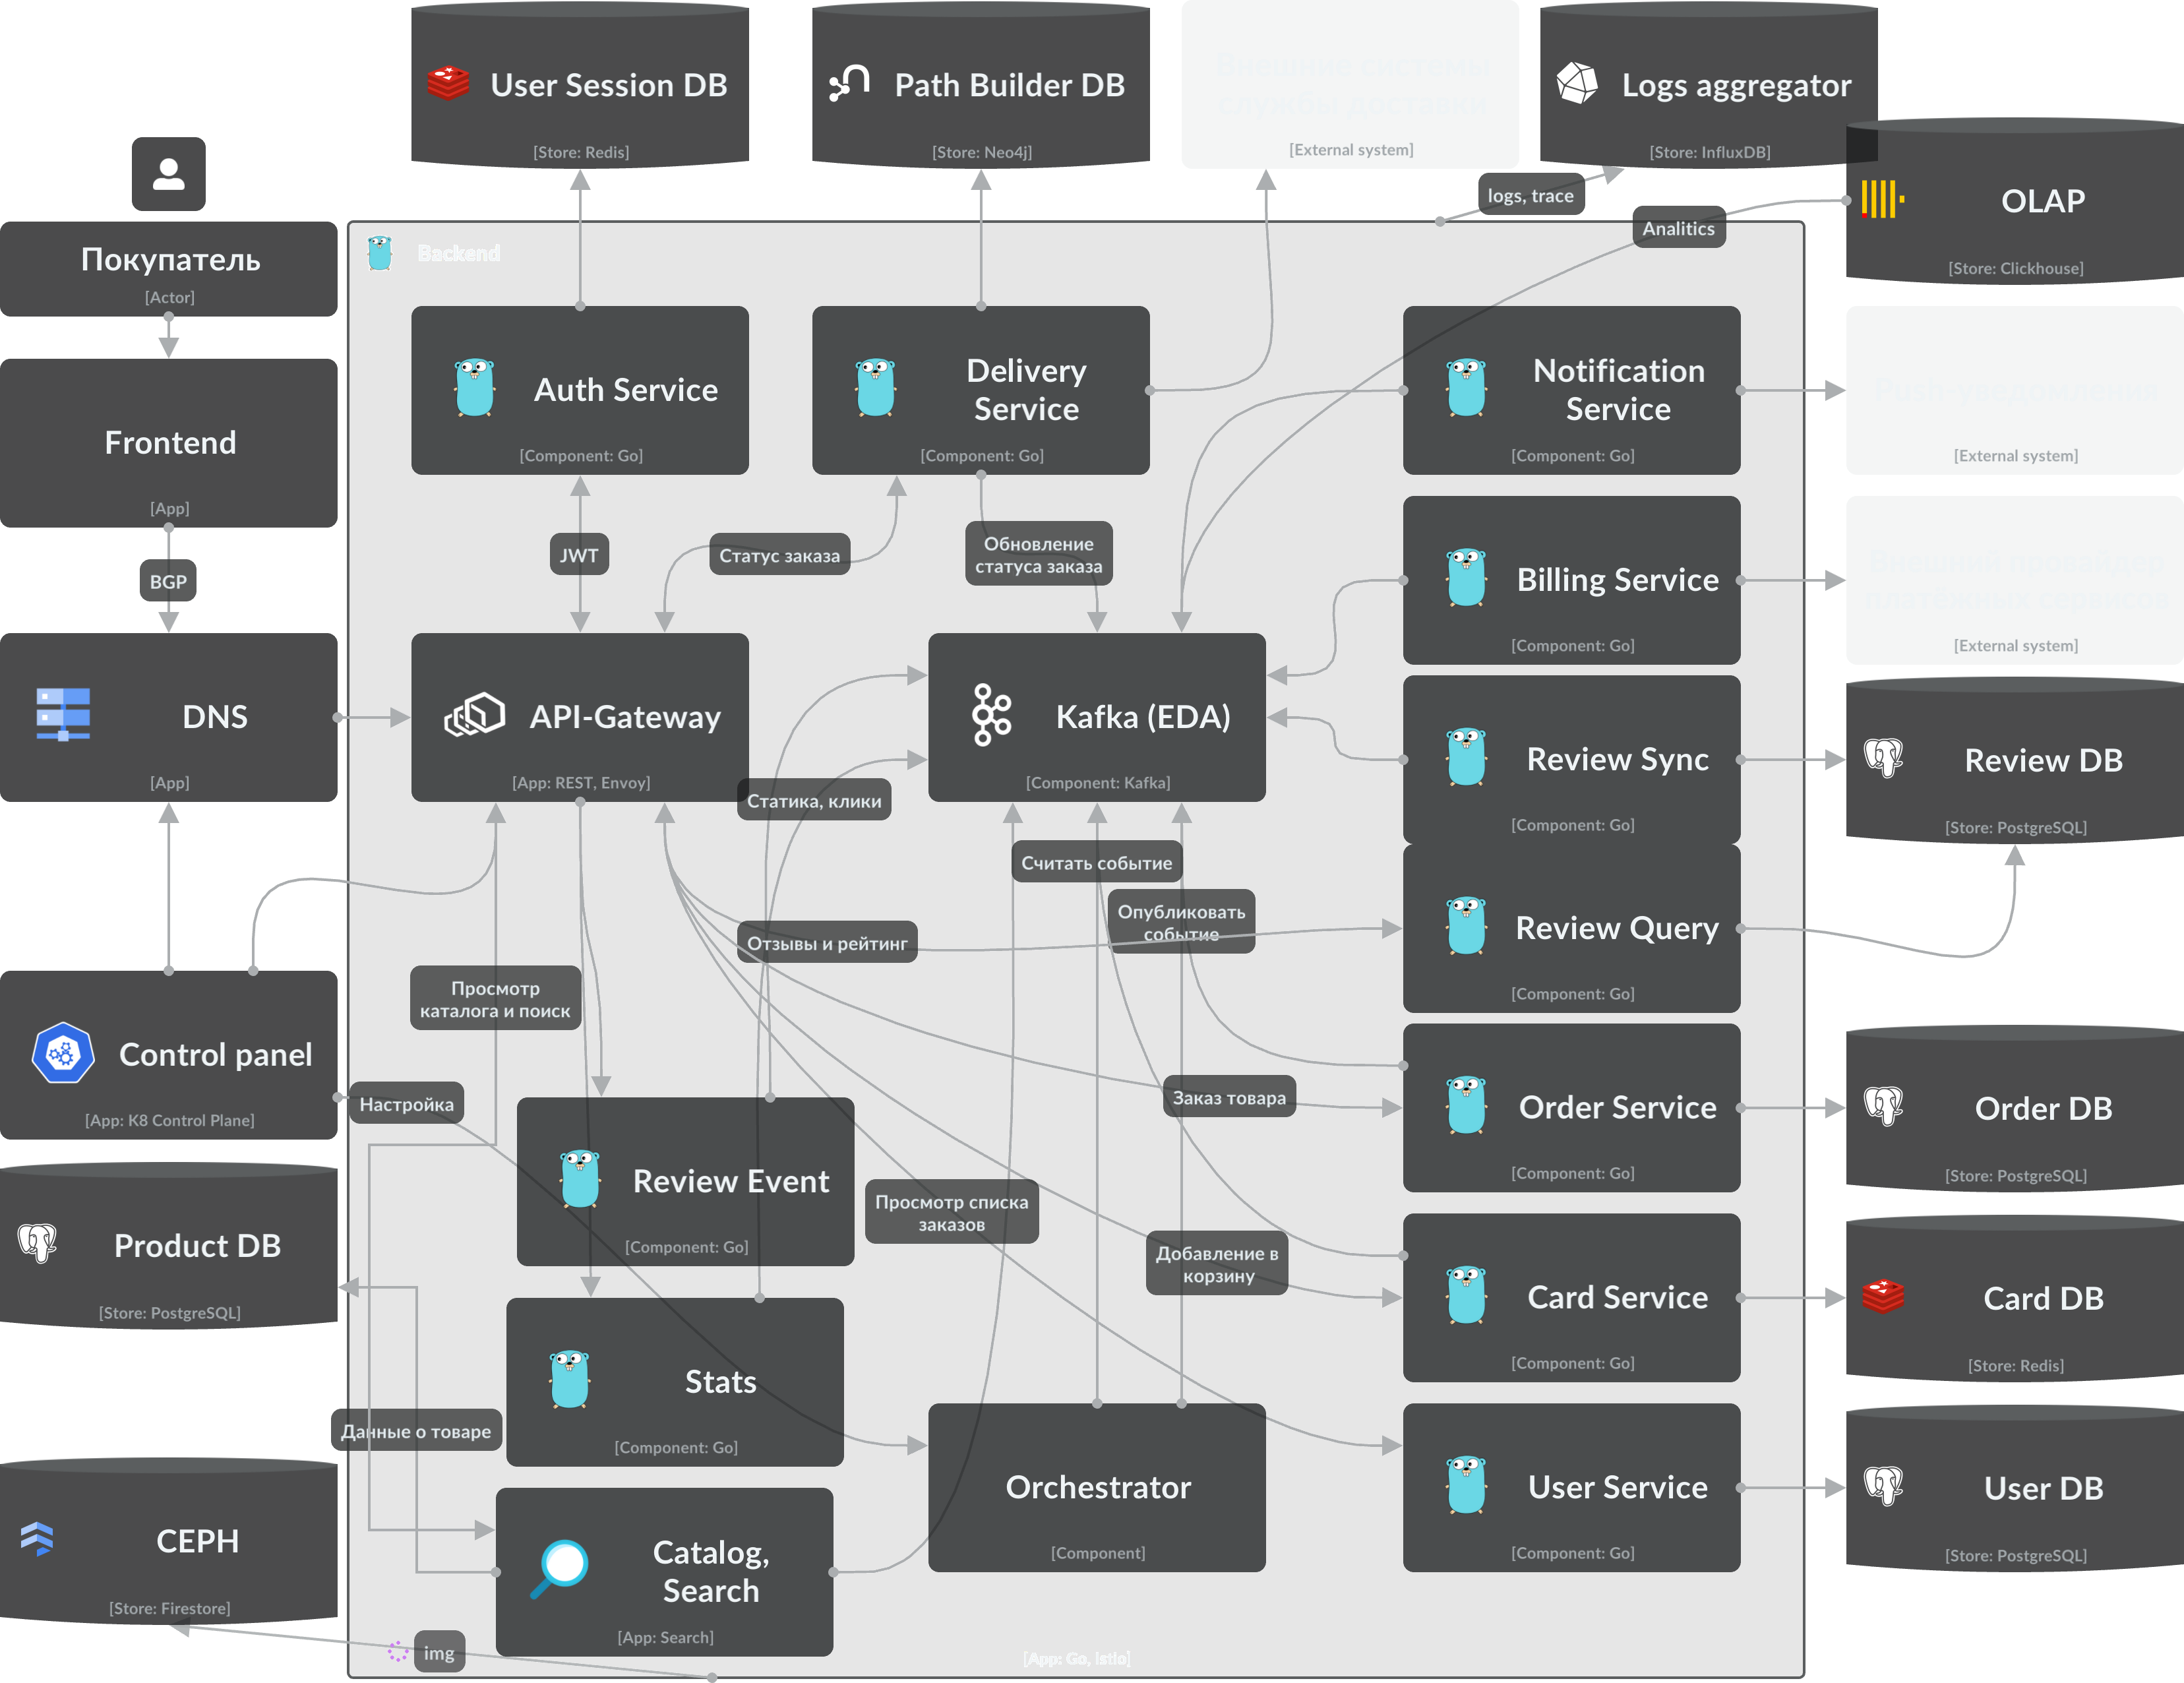 User Session DB
[Store: Redis]
Path Builder DB
[Store: Neo4j]
Внешние системы
службы доставки
[External system]
Logs aggregator
[Store: InfluxDB]
logs, trace
OLAP
[Store: Clickhouse]
Analitics
Покупатель
[Actor]
Backend
Auth Service
[Component: Go]
Delivery
Service
[Component: Go]
Notification
Service
[Component: Go]
Push-уведомления
[External system]
Frontend
[App]
BGP
JWT
Статус заказа
Обновление
статуса заказа
Billing Service
[Component: Go]
Внешний провайдер
платёжных сервисов
[External system]
DNS
[App]
API-Gateway
[App: REST, Envoy]
Kafka (EDA)
[Component: Kafka]
Review Sync
[Component: Go]
Review DB
[Store: PostgreSQL]
Статика, клики
Считать событие
Опубликовать
событие
Отзывы и рейтинг
Review Query
[Component: Go]
Просмотр
каталога и поиск
Control panel
[App: K8 Control Plane]
Настройка
Заказ товара
Order Service
[Component: Go]
Order DB
[Store: PostgreSQL]
Review Event
[Component: Go]
Просмотр списка
заказов
Добавление в
корзину
Product DB
[Store: PostgreSQL]
Card Service
[Component: Go]
Card DB
[Store: Redis]
Stats
[Component: Go]
Данные о товаре
Orchestrator
[Component]
User Service
[Component: Go]
User DB
[Store: PostgreSQL]
CEPH
[Store: Firestore]
Catalog,
Search
[App: Search]
img
[App: Go, Istio]